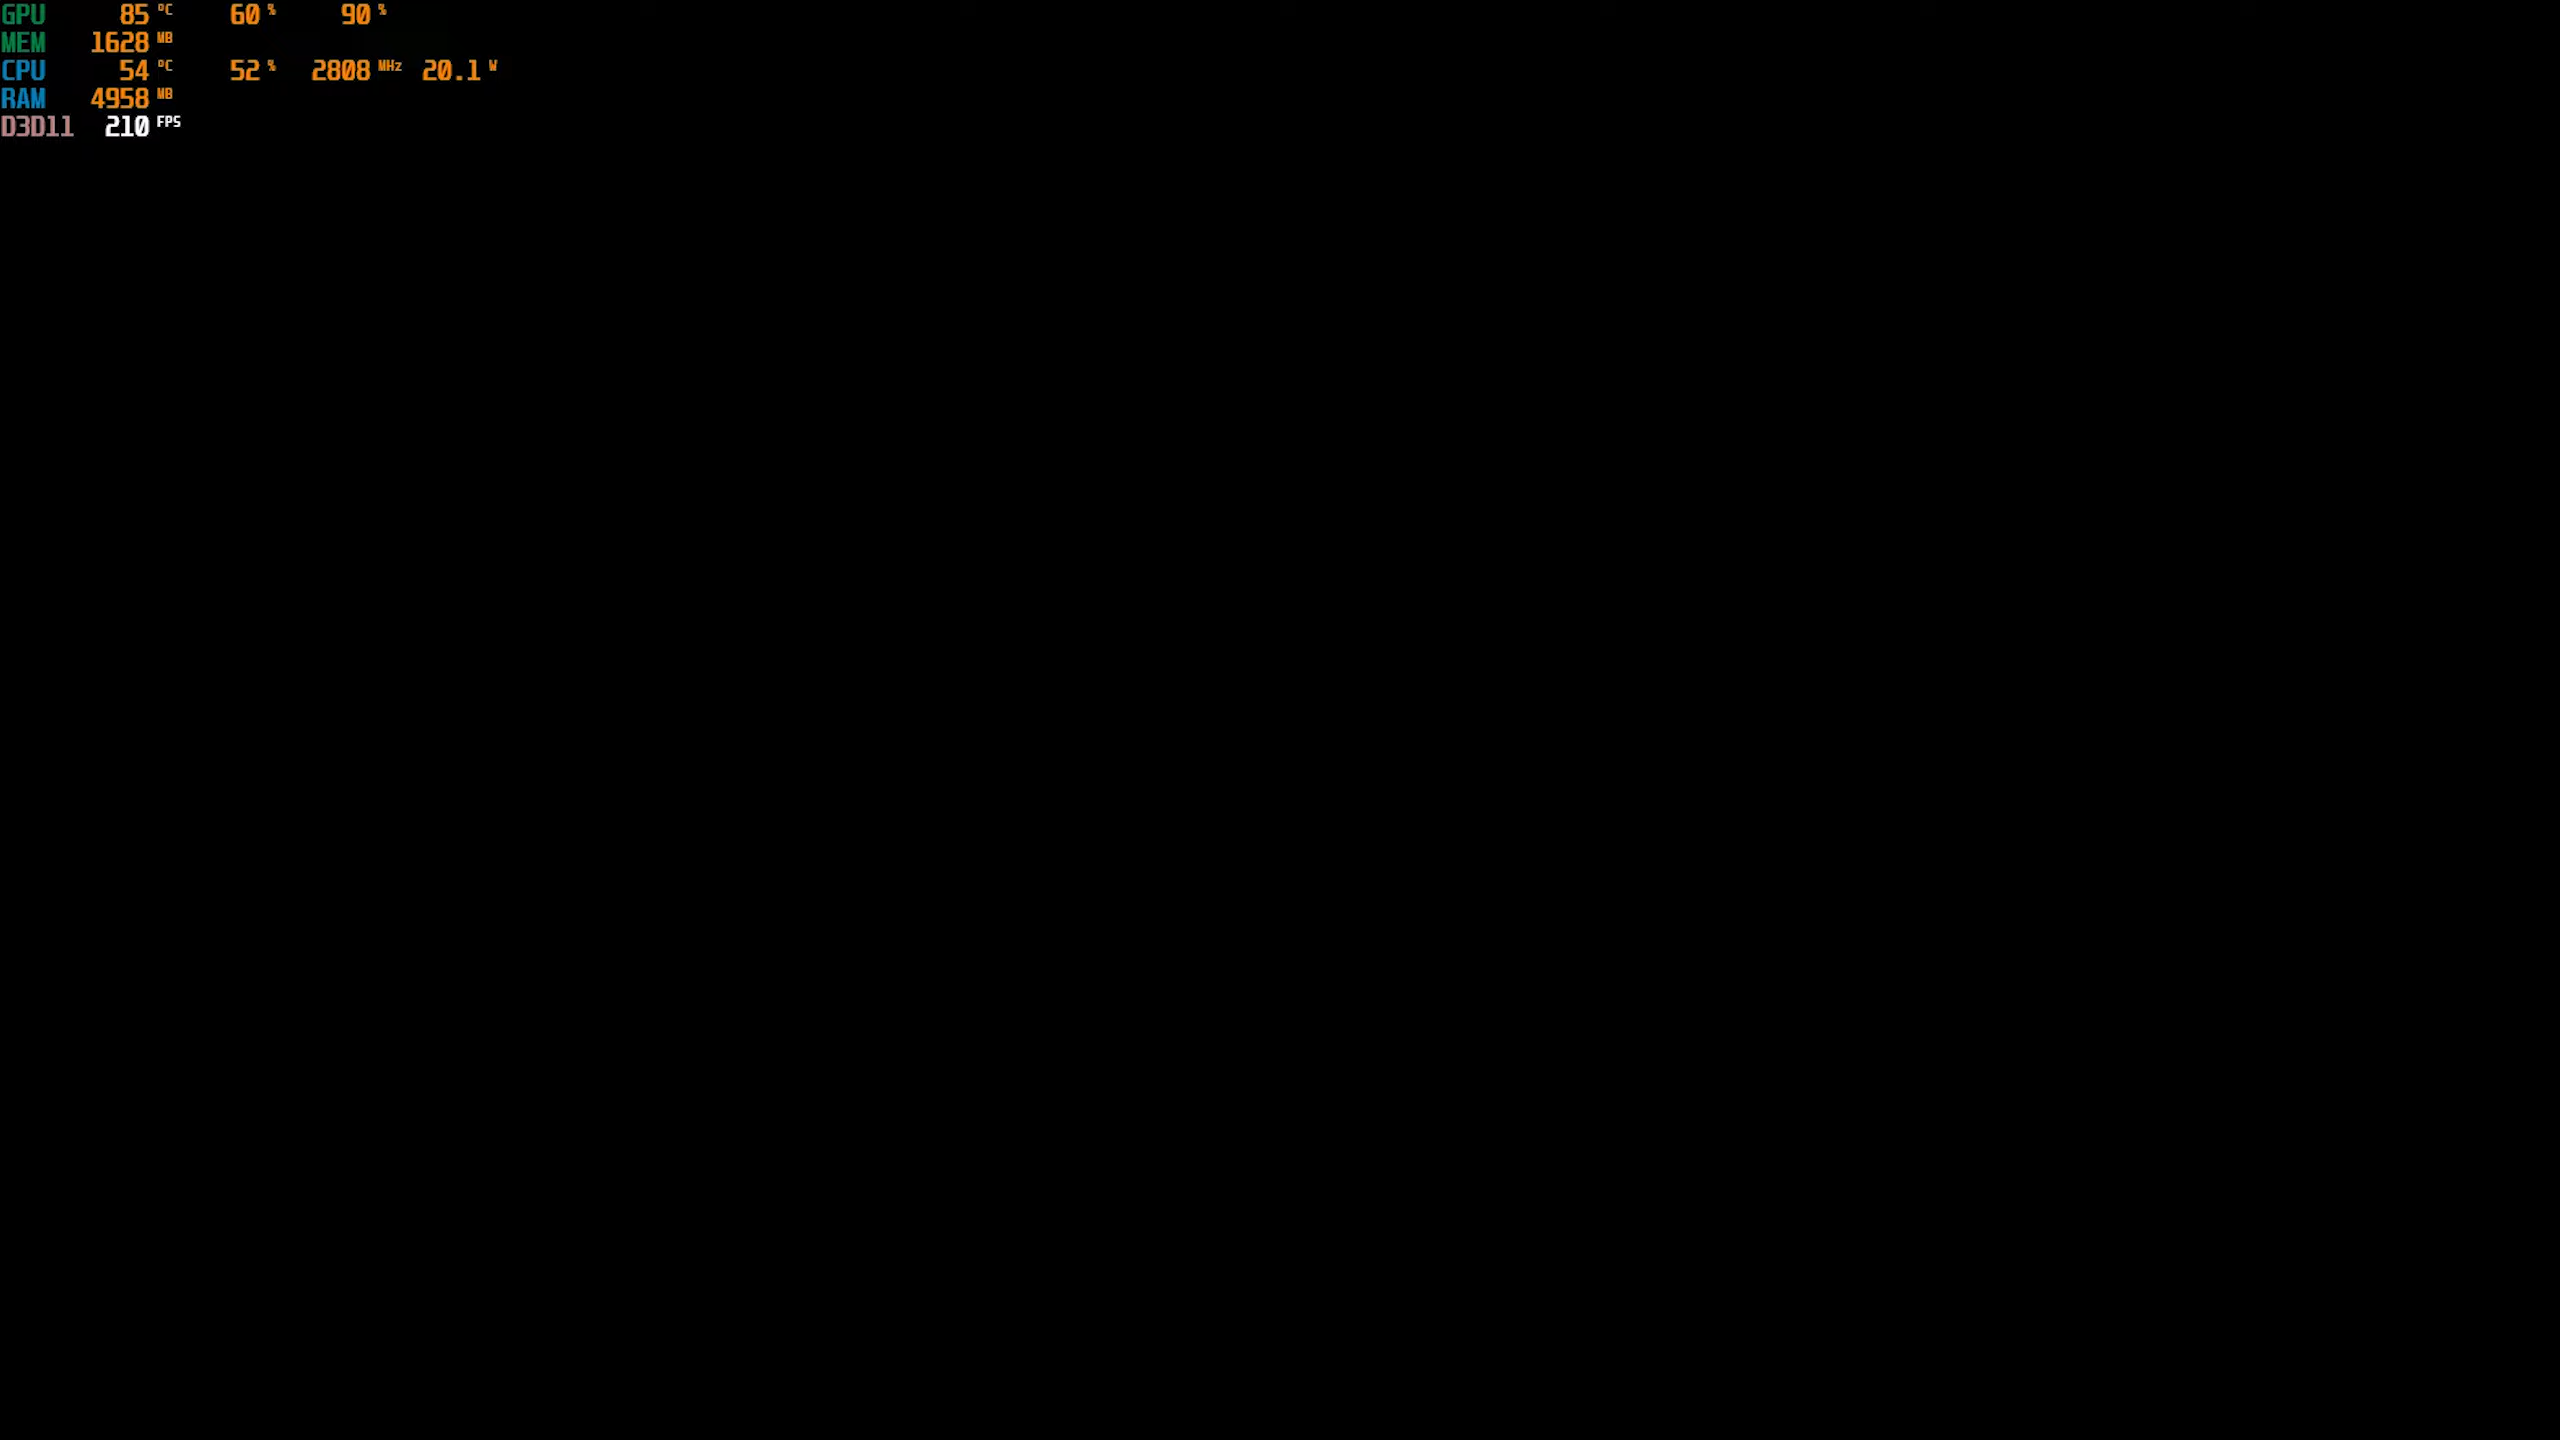 GPU 85 °C 60 % 90 %
MEM 1628 MB
CPU 54 °C 52 % 2808 MHz 20.1 W
RAM 4958 MB
D3D11 210 FPS